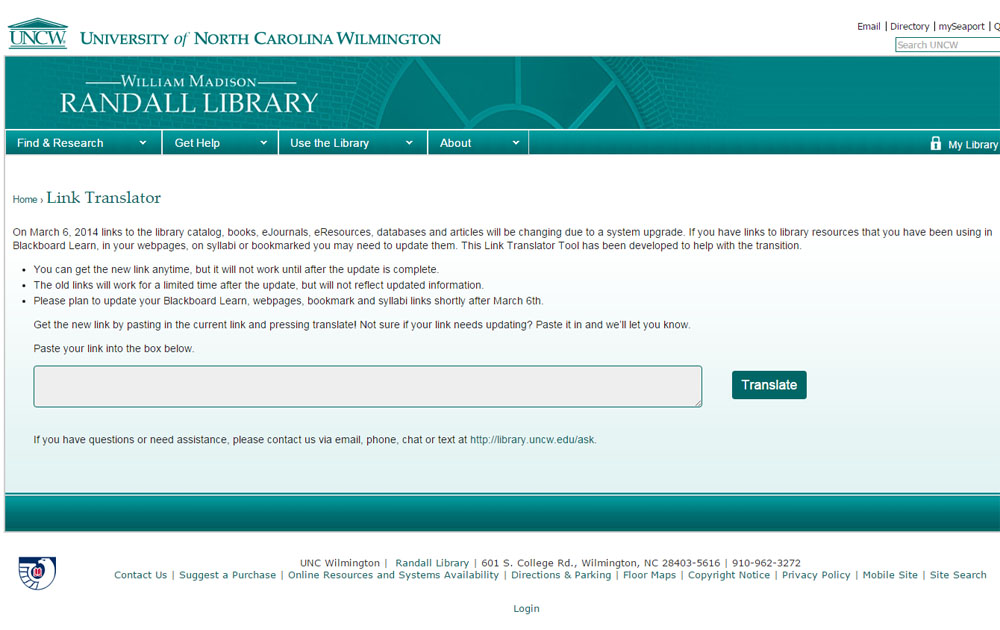 Email | Directory | mySeaport | Q
UNCW UNIVERSITY of NORTH CAROLINA WILMINGTON
Search UNCW
WILLIAM MADISON
RANDALL LIBRARY
Find & Research
Get Help
Use the Library
About
My Library
Home › Link Translator
On March 6, 2014 links to the library catalog, books, eJournals, eResources, databases and articles will be changing due to a system upgrade. If you have links to library resources that you have been using in
Blackboard Learn, in your webpages, on syllabi or bookmarked you may need to update them. This Link Translator Tool has been developed to help with the transition.
• You can get the new link anytime, but it will not work until after the update is complete.
• The old links will work for a limited time after the update, but will not reflect updated information.
• Please plan to update your Blackboard Learn, webpages, bookmark and syllabi links shortly after March 6th.
Get the new link by pasting in the current link and pressing translate! Not sure if your link needs updating? Paste it in and we'll let you know.
Paste your link into the box below.
Translate
If you have questions or need assistance, please contact us via email, phone, chat or text at http://library.uncw.edu/ask.
UNC Wilmington | Randall Library | 601 S. College Rd., Wilmington, NC 28403-5616 | 910-962-3272
Contact Us | Suggest a Purchase | Online Resources and Systems Availability | Directions & Parking | Floor Maps | Copyright Notice | Privacy Policy | Mobile Site | Site Search
Login